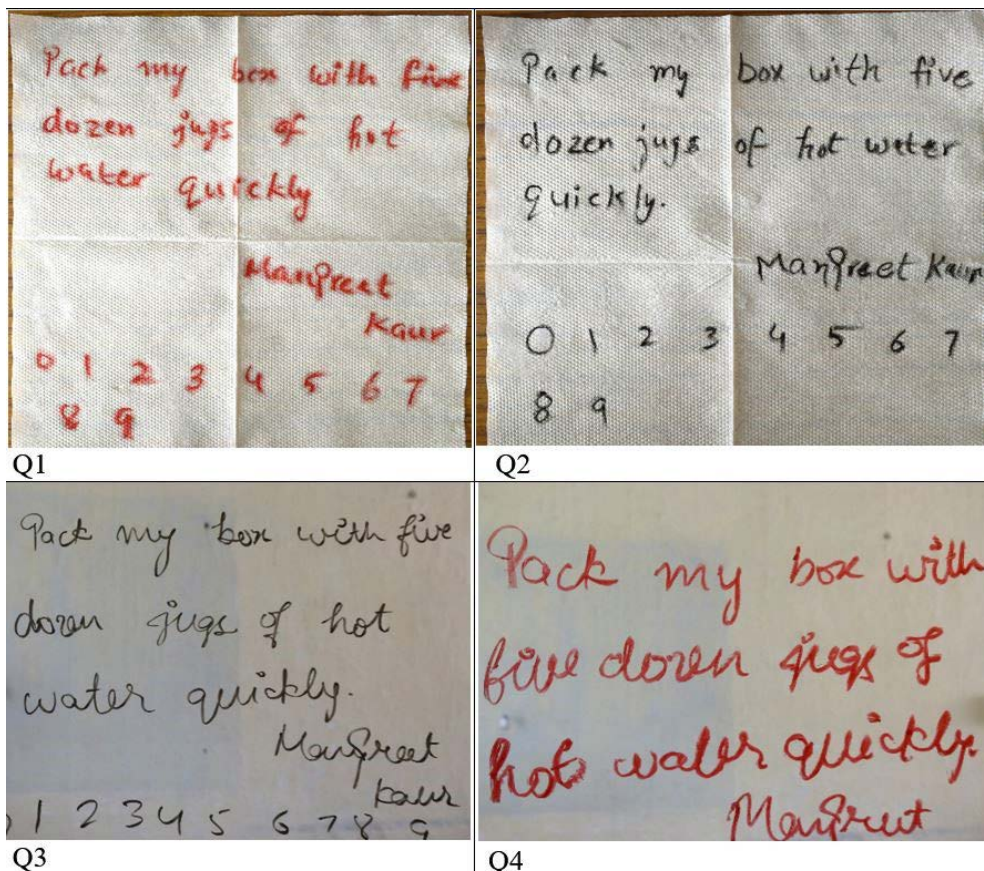 Pack my box with five
dozen jugs of hot
water quickly
Manpreet
Kaur
0 1 2 3 4 5 6 7
8 9
Q1
Pack my box with five
dozen jugs of hot water
quickly.
Manpreet Kaur
0 1 2 3 4 5 6 7
8 9
Q2
Pack my box with five
dozen jugs of hot
water quickly.
Manpreet
Kaur
1 2 3 4 5 6 7 8 9
Q3
Pack my box with
five dozen jugs of
hot water quickly.
Manpreet
Q4